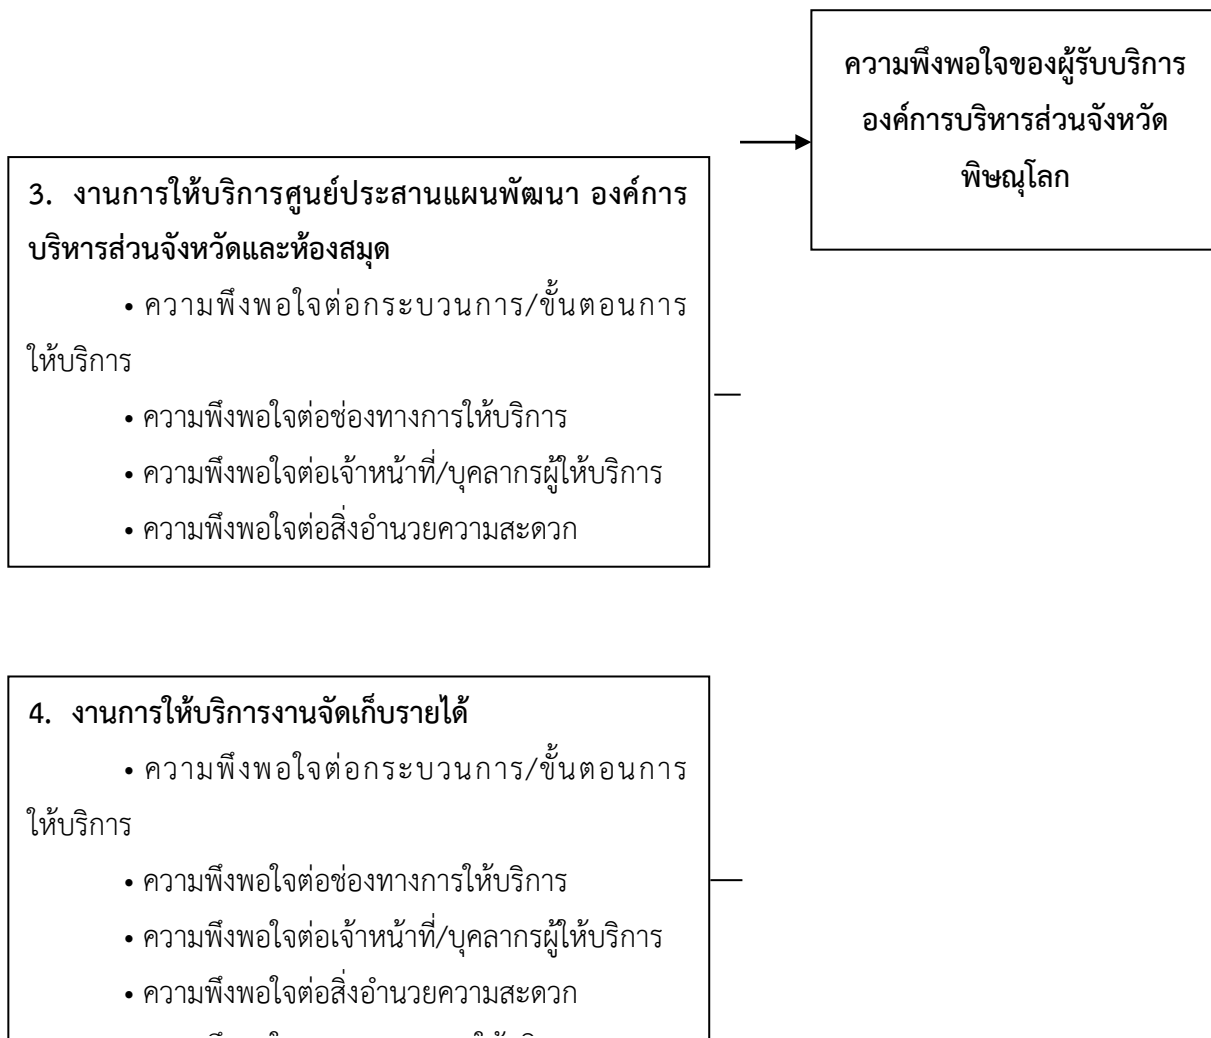 ความพึงพอใจของผู้รับบริการ
องค์การบริหารส่วนจังหวัด
พิษณุโลก
3. งานการให้บริการศูนย์ประสานแผนพัฒนา องค์การ
บริหารส่วนจังหวัดและห้องสมุด
• ความพึงพอใจต่อกระบวนการ/ขั้นตอนการ
ให้บริการ
• ความพึงพอใจต่อช่องทางการให้บริการ
• ความพึงพอใจต่อเจ้าหน้าที่/บุคลากรผู้ให้บริการ
• ความพึงพอใจต่อสิ่งอำนวยความสะดวก
4. งานการให้บริการงานจัดเก็บรายได้
• ความพึงพอใจต่อกระบวนการ/ขั้นตอนการ
ให้บริการ
• ความพึงพอใจต่อช่องทางการให้บริการ
• ความพึงพอใจต่อเจ้าหน้าที่/บุคลากรผู้ให้บริการ
• ความพึงพอใจต่อสิ่งอำนวยความสะดวก